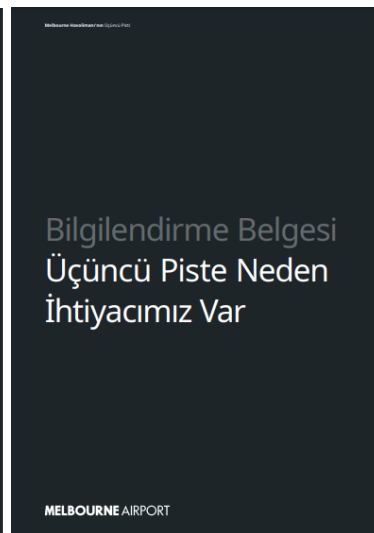 Melbourne Havalimanı'nın Üçüncü Pisti
Bilgilendirme Belgesi
Üçüncü Piste Neden
İhtiyacımız Var
MELBOURNE AIRPORT